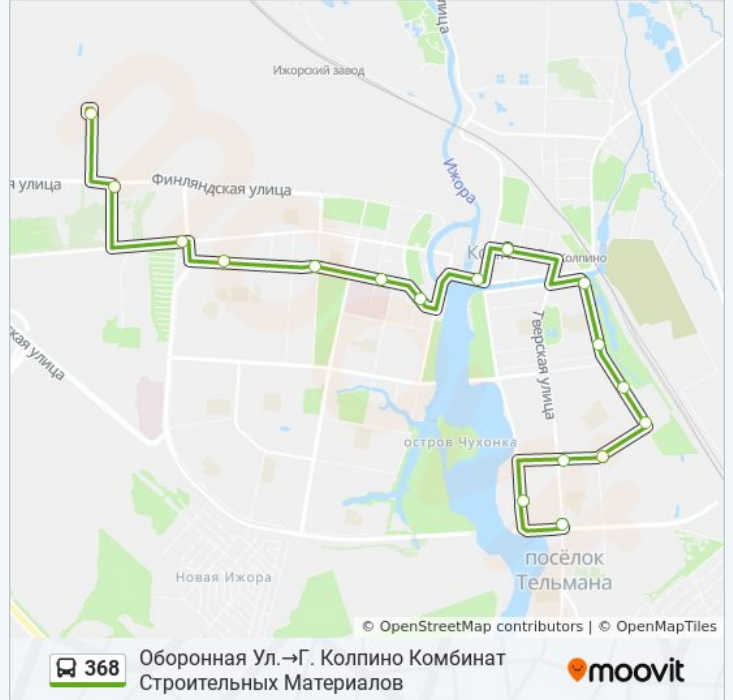 улица
Ижорский завод
я улица
Финляндская улица
Ижора
Колпино
ская улица
Тверская улица
остров Чухонка
посёлок
Тельмана
Новая Ижора
© OpenStreetMap contributors | © OpenMapTiles
368
Оборонная Ул.→Г. Колпино Комбинат
Строительных Материалов
moovit